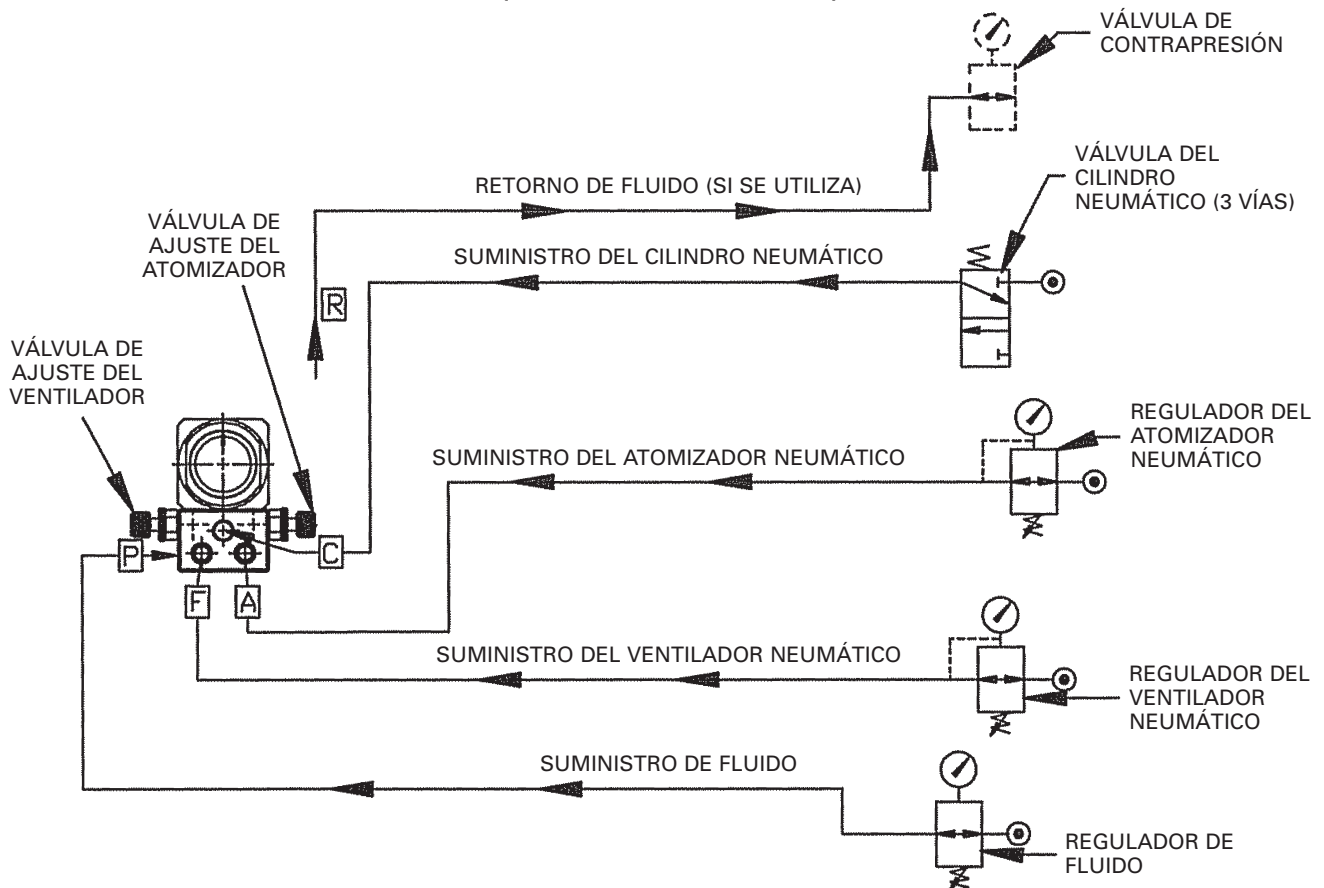 VÁLVULA DE
CONTRAPRESIÓN
VÁLVULA DEL
CILINDRO
NEUMÁTICO (3 VÍAS)
RETORNO DE FLUIDO (SI SE UTILIZA)
VÁLVULA DE
AJUSTE DEL
ATOMIZADOR
SUMINISTRO DEL CILINDRO NEUMÁTICO
R
VÁLVULA DE
AJUSTE DEL
VENTILADOR
REGULADOR DEL
ATOMIZADOR
NEUMÁTICO
SUMINISTRO DEL ATOMIZADOR NEUMÁTICO
P
C
F
A
SUMINISTRO DEL VENTILADOR NEUMÁTICO
REGULADOR DEL
VENTILADOR
NEUMÁTICO
SUMINISTRO DE FLUIDO
REGULADOR DE
FLUIDO